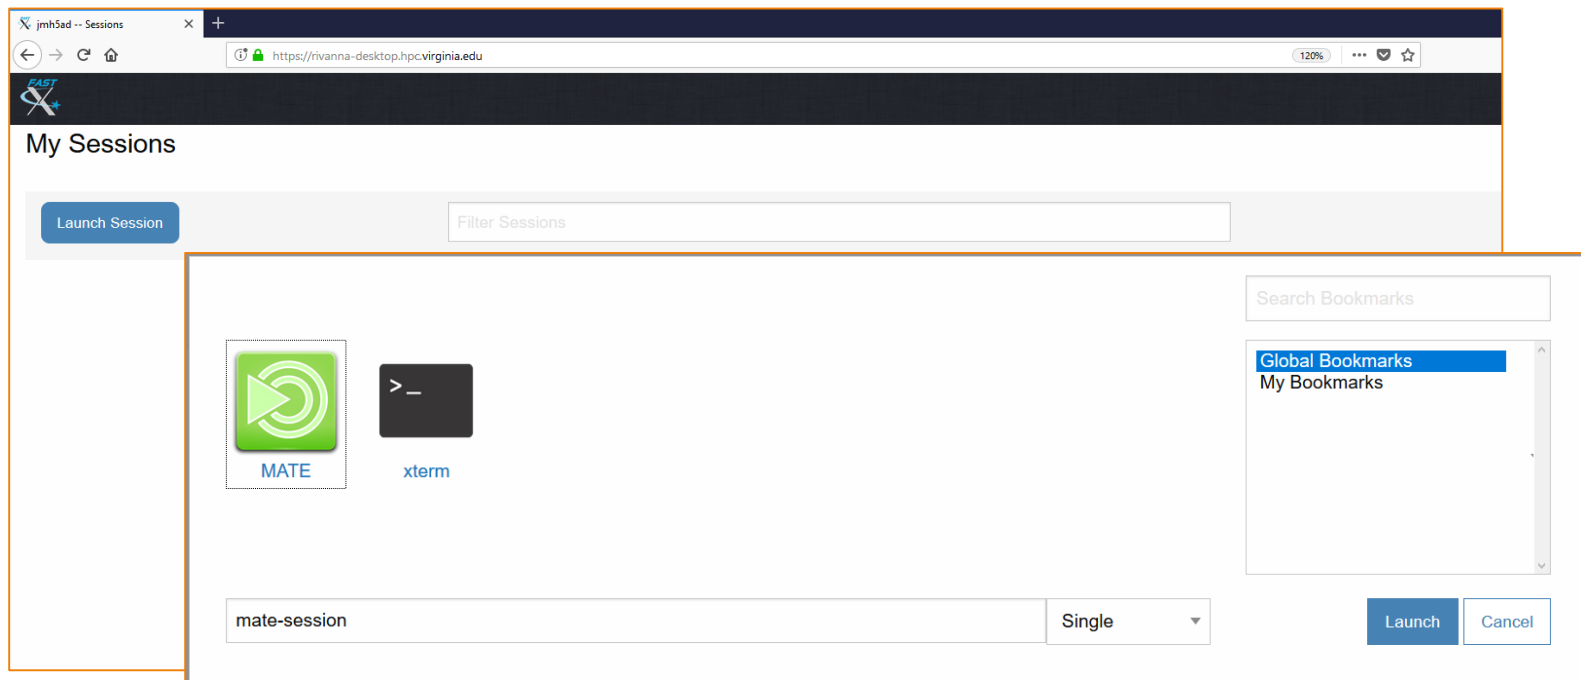 jmh5ad -- Sessions
https://rivanna-desktop.hpc.virginia.edu
120%
FAST
X
My Sessions
Launch Session
Filter Sessions
Search Bookmarks
Global Bookmarks
My Bookmarks
>_
MATE
xterm
mate-session
Single
Launch
Cancel